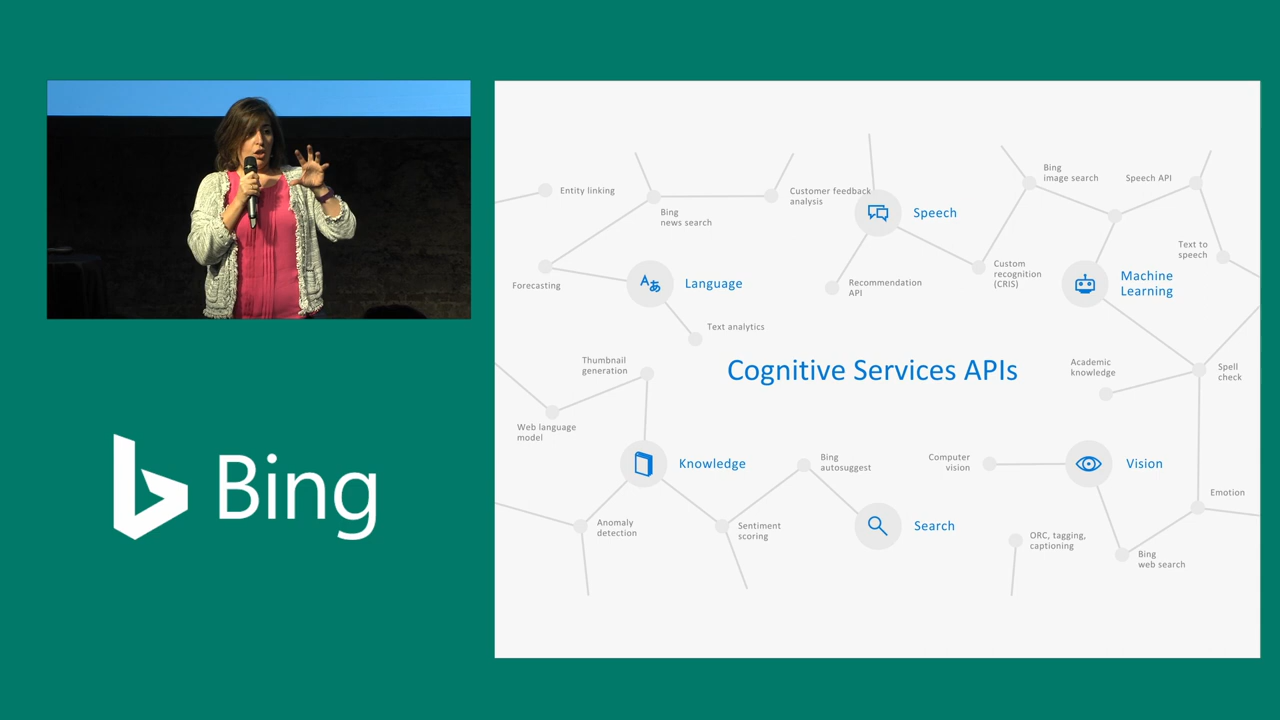 Entity linking
Bing
news search
Customer feedback
analysis
Speech
Bing
image search
Speech API
Text to
speech
Forecasting
Aあ
Language
Recommendation
API
Custom
recognition
(CRIS)
Machine
Learning
Text analytics
Thumbnail
generation
Cognitive Services APIs
Academic
knowledge
Spell
check
Web language
model
Knowledge
Bing
autosuggest
Computer
vision
Vision
Emotion
Anomaly
detection
Sentiment
scoring
Search
ORC, tagging,
captioning
Bing
web search
Bing